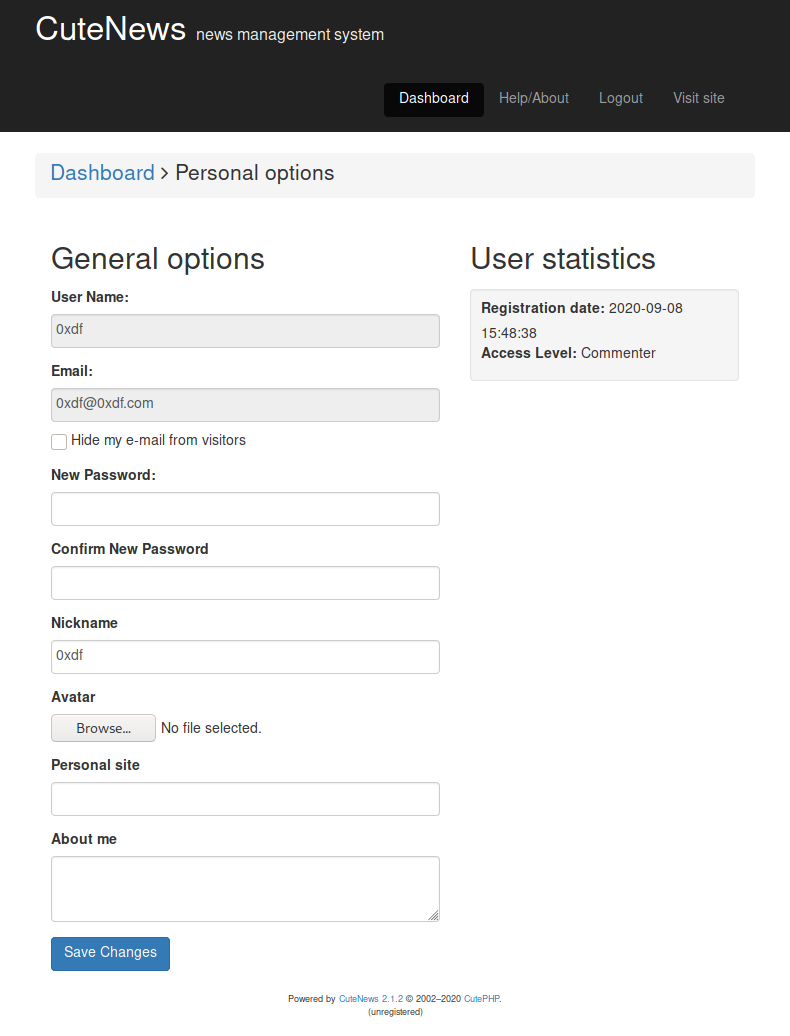 CuteNews news management system
Dashboard Help/About Logout Visit site
Dashboard > Personal options
General options
User Name:
0xdf
Email:
0xdf@0xdf.com
Hide my e-mail from visitors
New Password:
Confirm New Password
Nickname
0xdf
Avatar
Browse... No file selected.
Personal site
About me
Save Changes
User statistics
Registration date: 2020-09-08
15:48:38
Access Level: Commenter
Powered by CuteNews 2.1.2 © 2002–2020 CutePHP.
(unregistered)